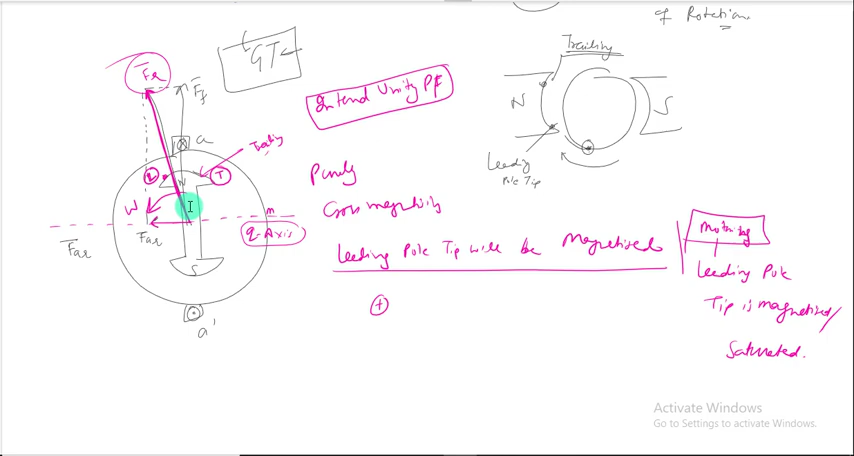 of Rotation
GT
Fr
Ff
a
Intend Unity PF
Trailing
N
S
Leading
Pole Tip
Trailing
L
T
N
W
m
q-Axis
Far
Far
S
a'
Purely
Cross magnetising
Leading Pole Tip will be Magnetised
+
Motoring
Leading Pole
Tip is magnetised/
Saturated.
Activate Windows
Go to Settings to activate Windows.